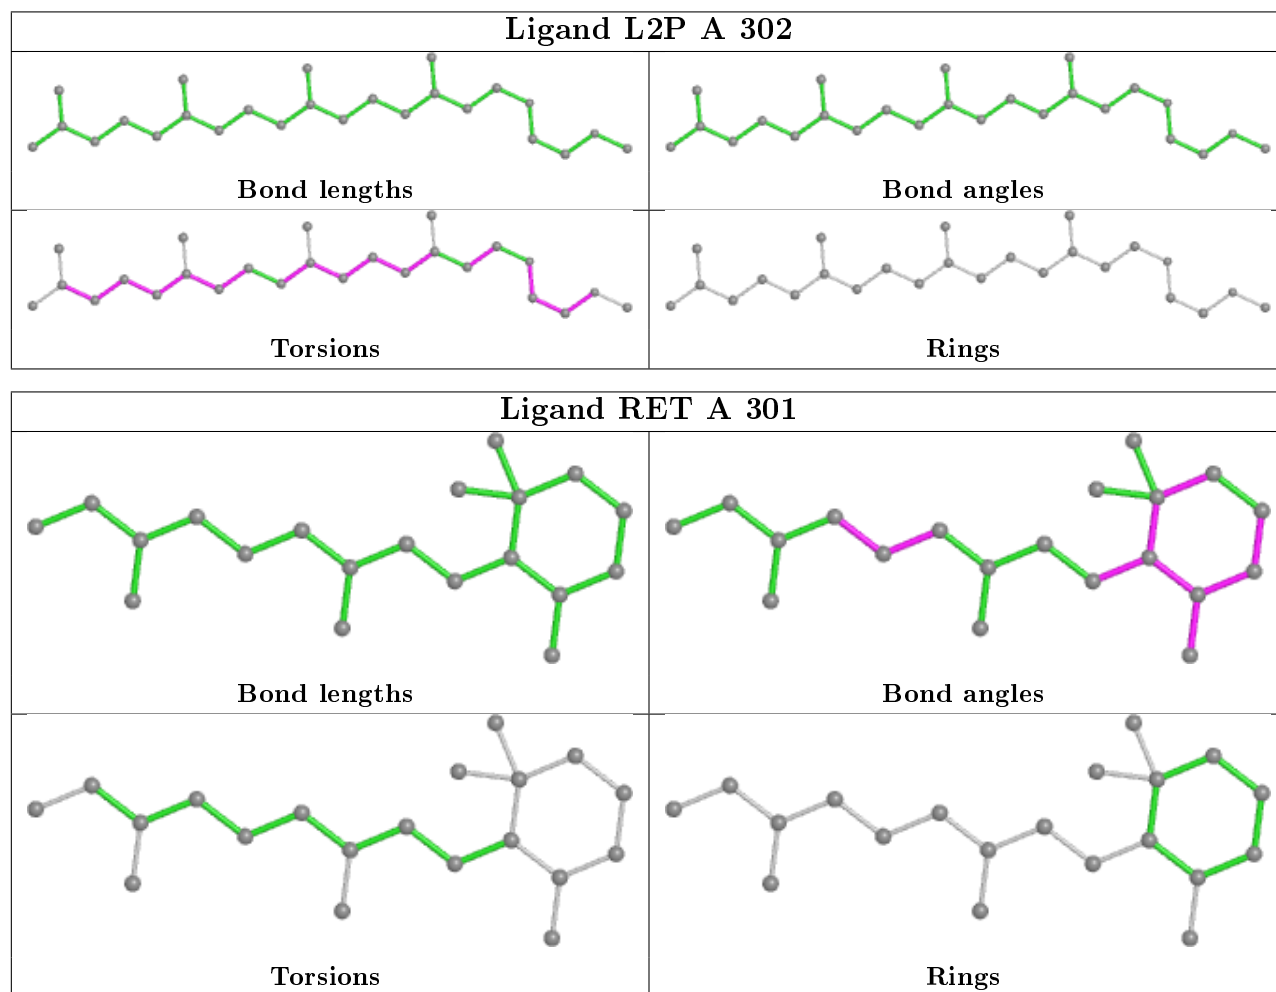 Ligand L2P A 302
Bond lengths
Bond angles
Torsions
Rings
Ligand RET A 301
Bond lengths
Bond angles
Torsions
Rings